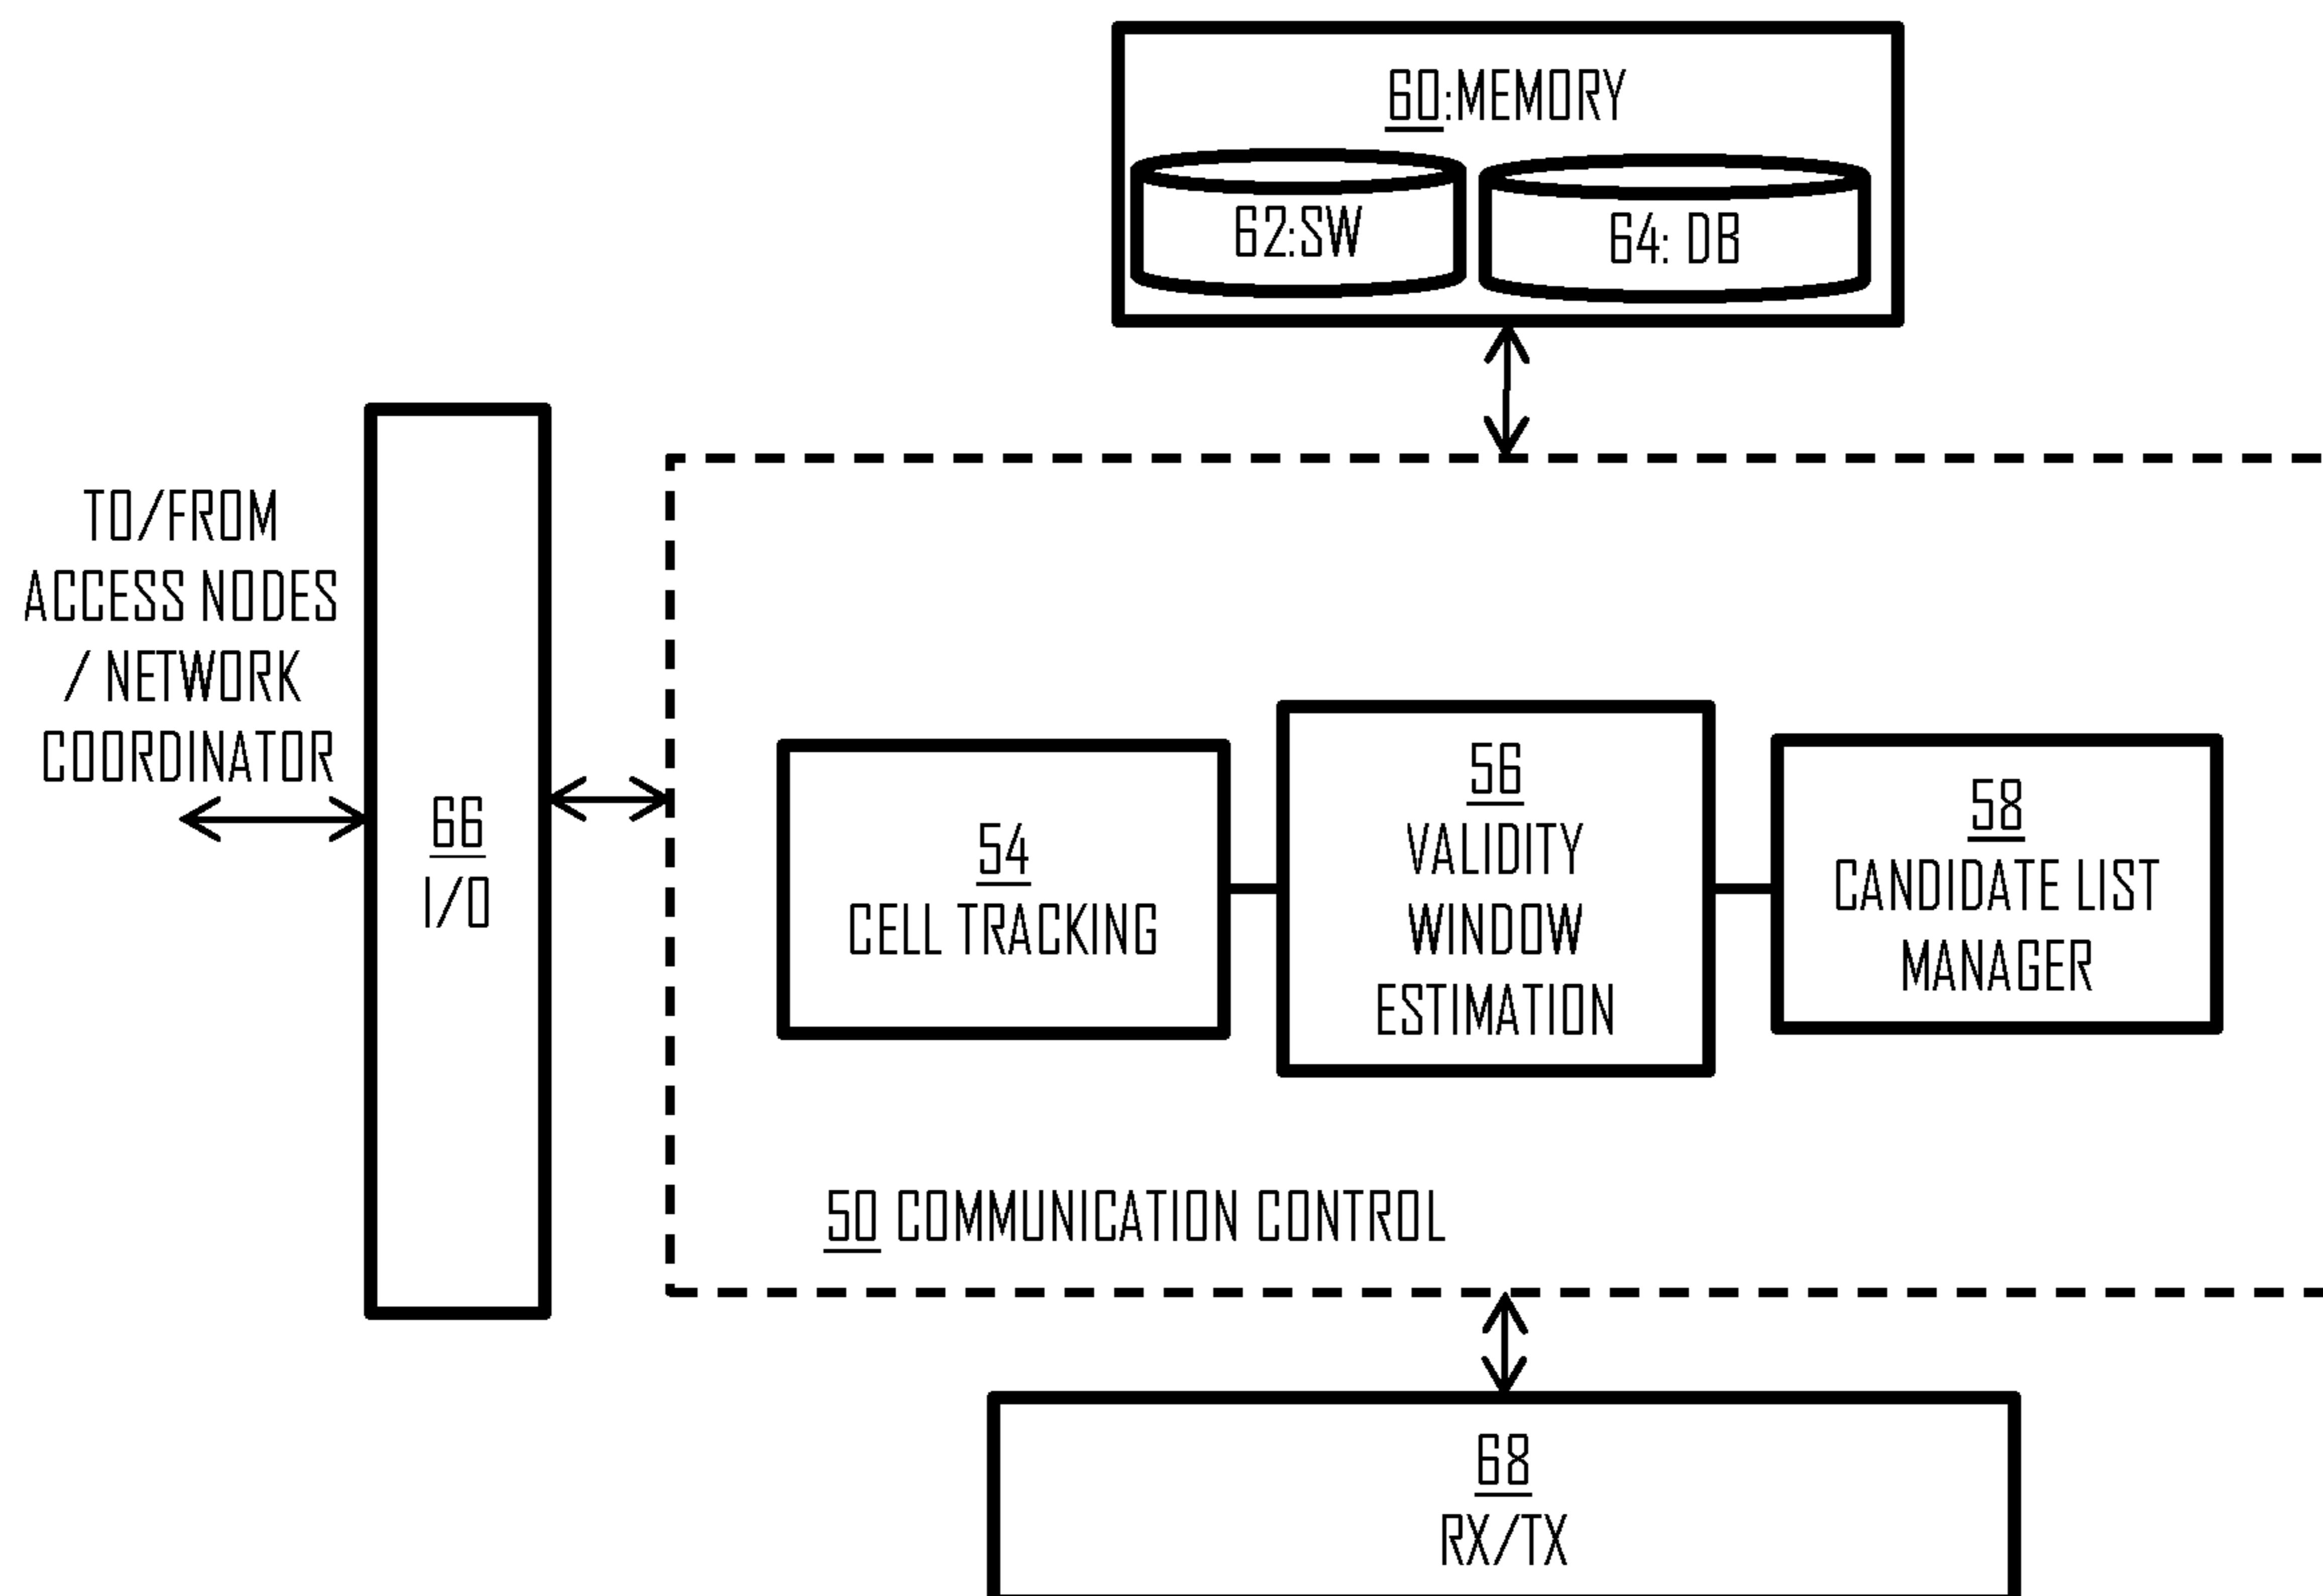 60:MEMORY
62:SW
64: DB
TO/FROM
ACCESS NODES
/ NETWORK
COORDINATOR
66
I/O
54
CELL TRACKING
56
VALIDITY
WINDOW
ESTIMATION
58
CANDIDATE LIST
MANAGER
50 COMMUNICATION CONTROL
68
RX/TX